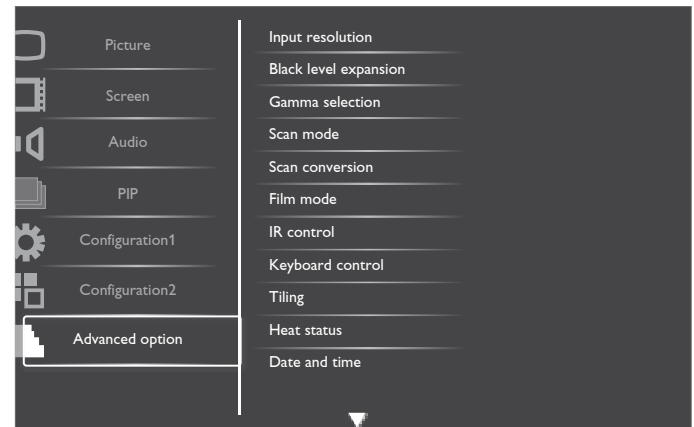 Picture
Screen
Audio
PIP
Configuration1
Configuration2
Advanced option
Input resolution
Black level expansion
Gamma selection
Scan mode
Scan conversion
Film mode
IR control
Keyboard control
Tiling
Heat status
Date and time